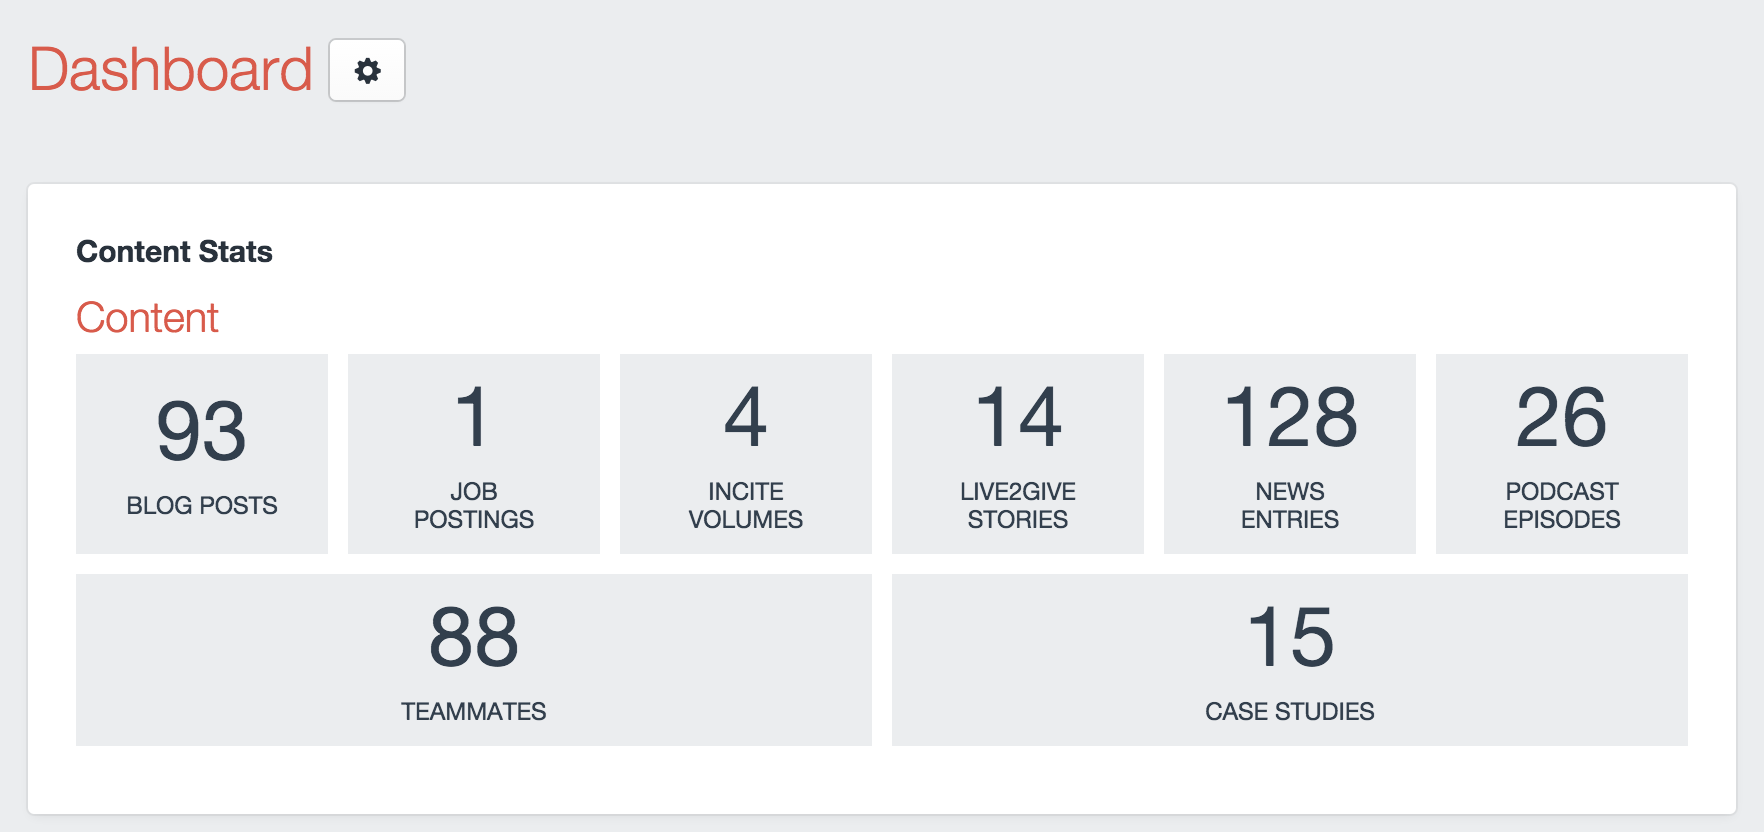 Dashboard
Content Stats
Content
93
BLOG POSTS
1
JOB
POSTINGS
4
INCITE
VOLUMES
14
LIVE2GIVE
STORIES
128
NEWS
ENTRIES
26
PODCAST
EPISODES
88
TEAMMATES
15
CASE STUDIES